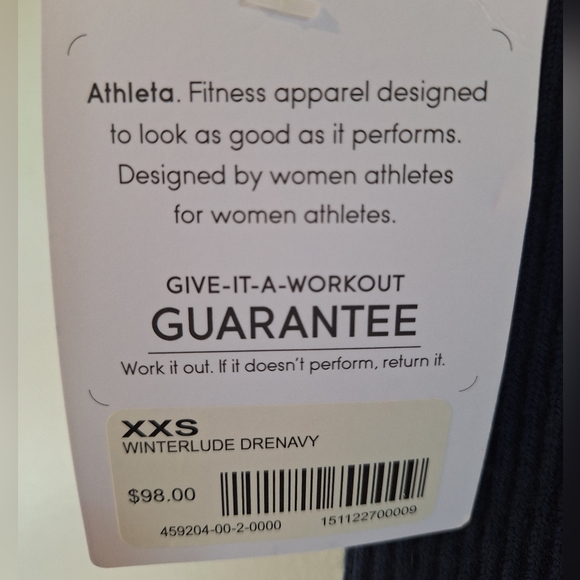 Athleta. Fitness apparel designed
to look as good as it performs.
Designed by women athletes
for women athletes.
GIVE-IT-A-WORKOUT
GUARANTEE
Work it out. If it doesn't perform, return it.
XXS
WINTERLUDE DRENAVY
$98.00
459204-00-2-0000
151122700009